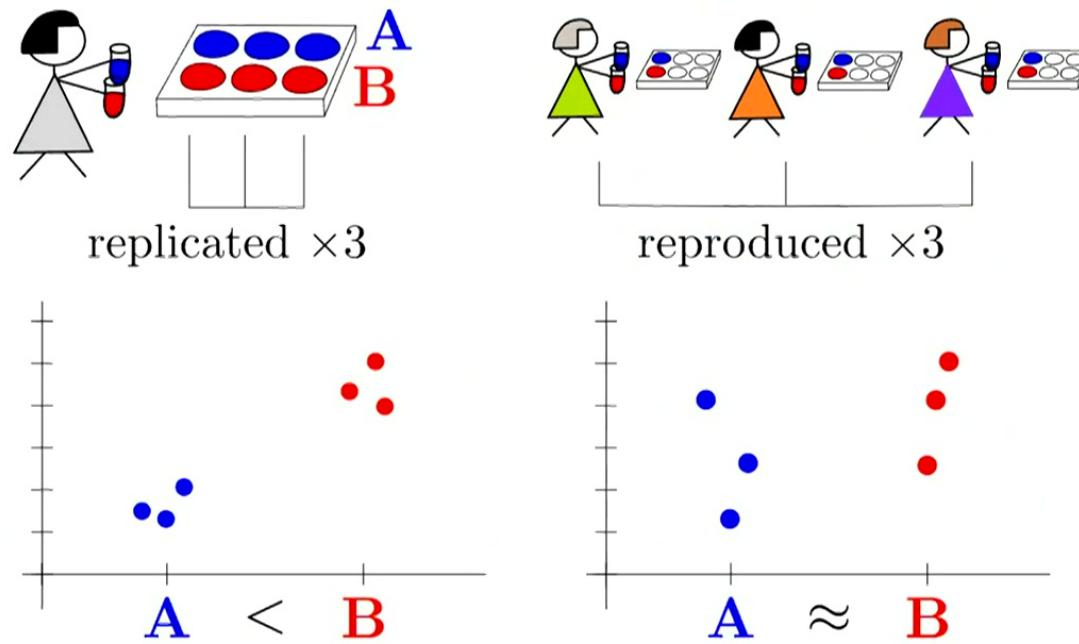 A
B
replicated ×3
reproduced ×3
A < B
A ≈ B